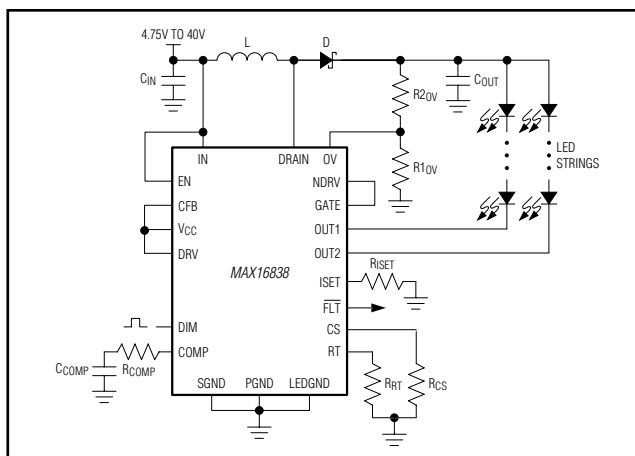 4.75V TO 40V
L
D
CIN
R2OV
COUT
R1OV
LED
STRINGS
IN
DRAIN
OV
EN
NDRV
CFB
GATE
VCC
OUT1
DRV
OUT2
MAX16838
ISET
RISET
FLT
DIM
CS
COMP
RT
CCOMP
RCOMP
SGND
PGND
LEDGND
RRT
RCS